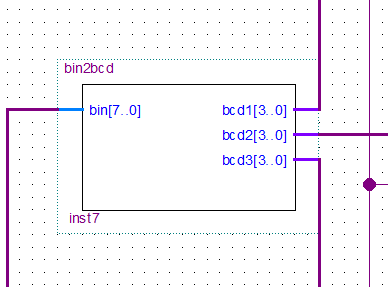 bin2bcd
bin[7..0]
bcd1[3..0]
bcd2[3..0]
bcd3[3..0]
inst7